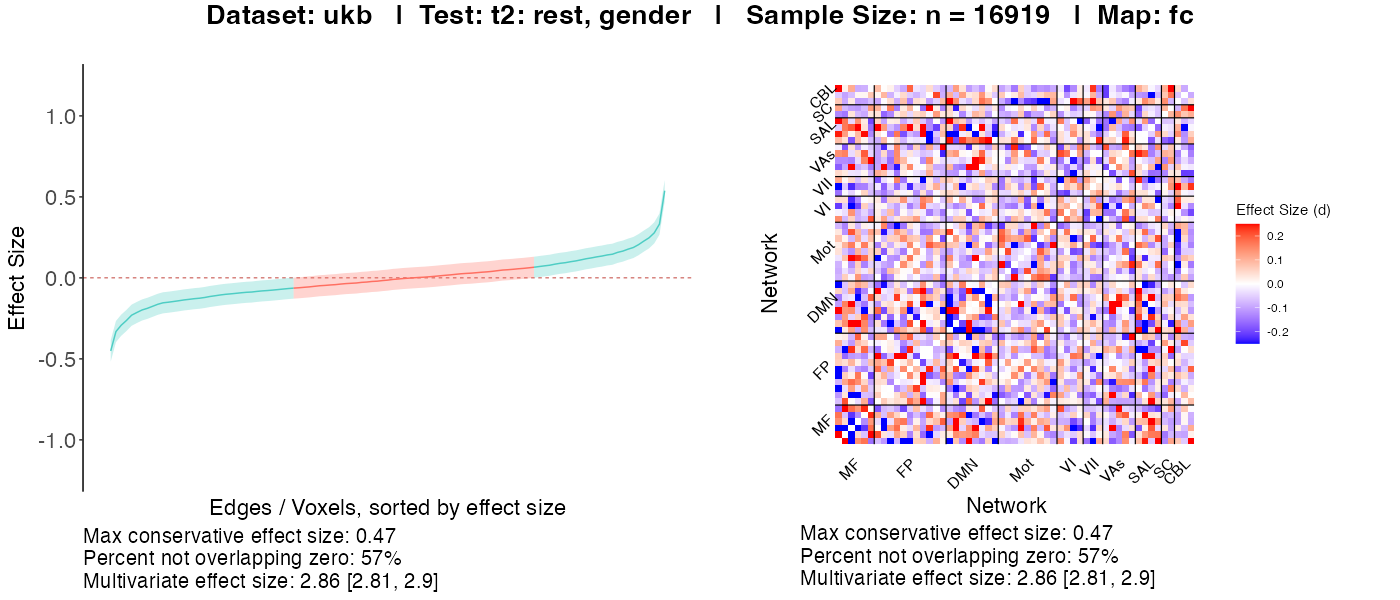 Dataset: ukb | Test: t2: rest, gender | Sample Size: n = 16919 | Map: fc
Effect Size
1.0
0.5
0.0
-0.5
-1.0
Edges / Voxels, sorted by effect size
Max conservative effect size: 0.47
Percent not overlapping zero: 57%
Multivariate effect size: 2.86 [2.81, 2.9]
Network
CBL
SC
SAL
VAs
VII
VI
Mot
DMN
FP
MF
MF FP DMN Mot VI VII VAs SAL SC CBL
Network
Effect Size (d)
0.2
0.1
0.0
-0.1
-0.2
Max conservative effect size: 0.47
Percent not overlapping zero: 57%
Multivariate effect size: 2.86 [2.81, 2.9]